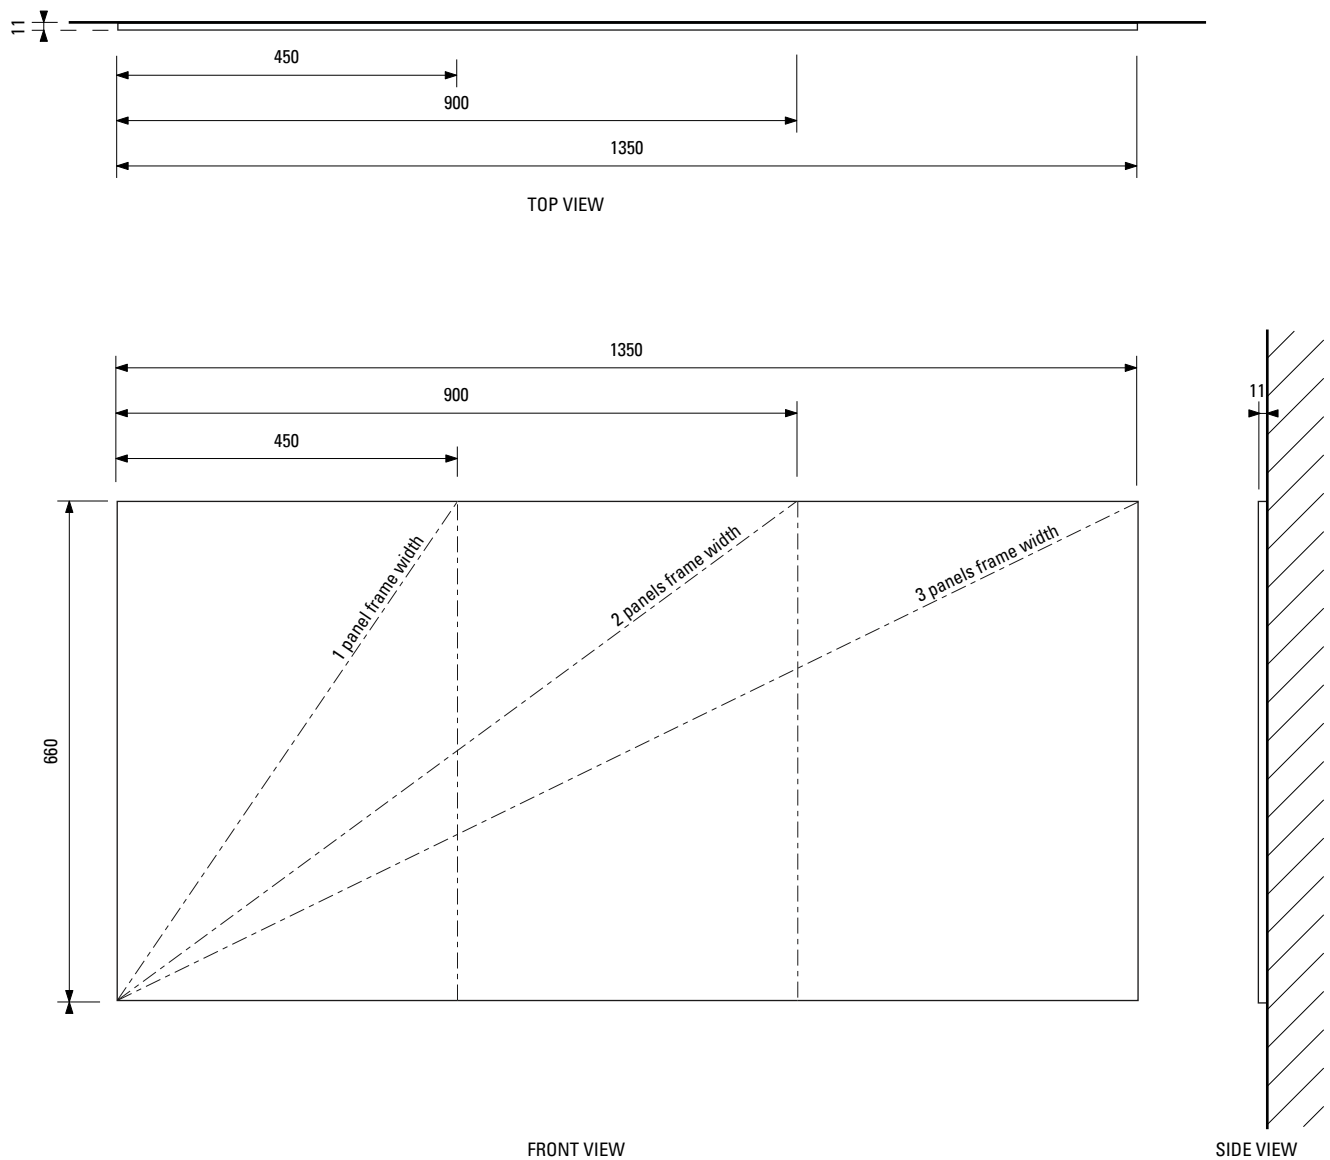 11
450
900
1350
TOP VIEW
1350
900
450
11
1 panel frame width
2 panels frame width
3 panels frame width
660
FRONT VIEW
SIDE VIEW